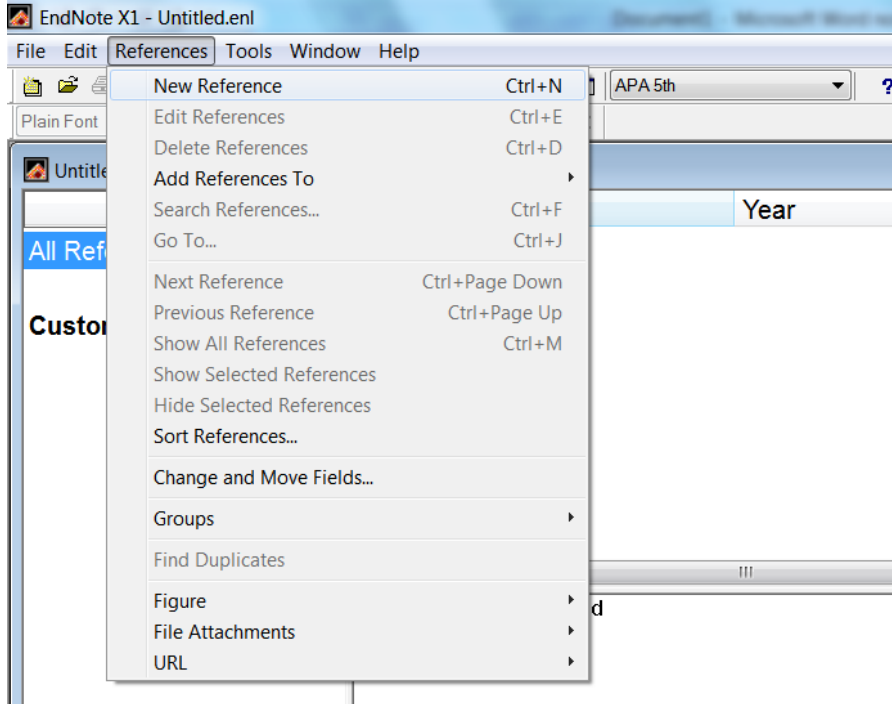 EndNote X1 - Untitled.enl
File Edit References Tools Window Help
New Reference Ctrl+N
APA 5th
?
Plain Font
Edit References Ctrl+E
Delete References Ctrl+D
Add References To
Search References... Ctrl+F
Year
Go To... Ctrl+J
All
Next Reference Ctrl+Page Down
Previous Reference Ctrl+Page Up
Show All References Ctrl+M
Show Selected References
Hide Selected References
Sort References...
Change and Move Fields...
Groups
Find Duplicates
Figure
File Attachments
URL